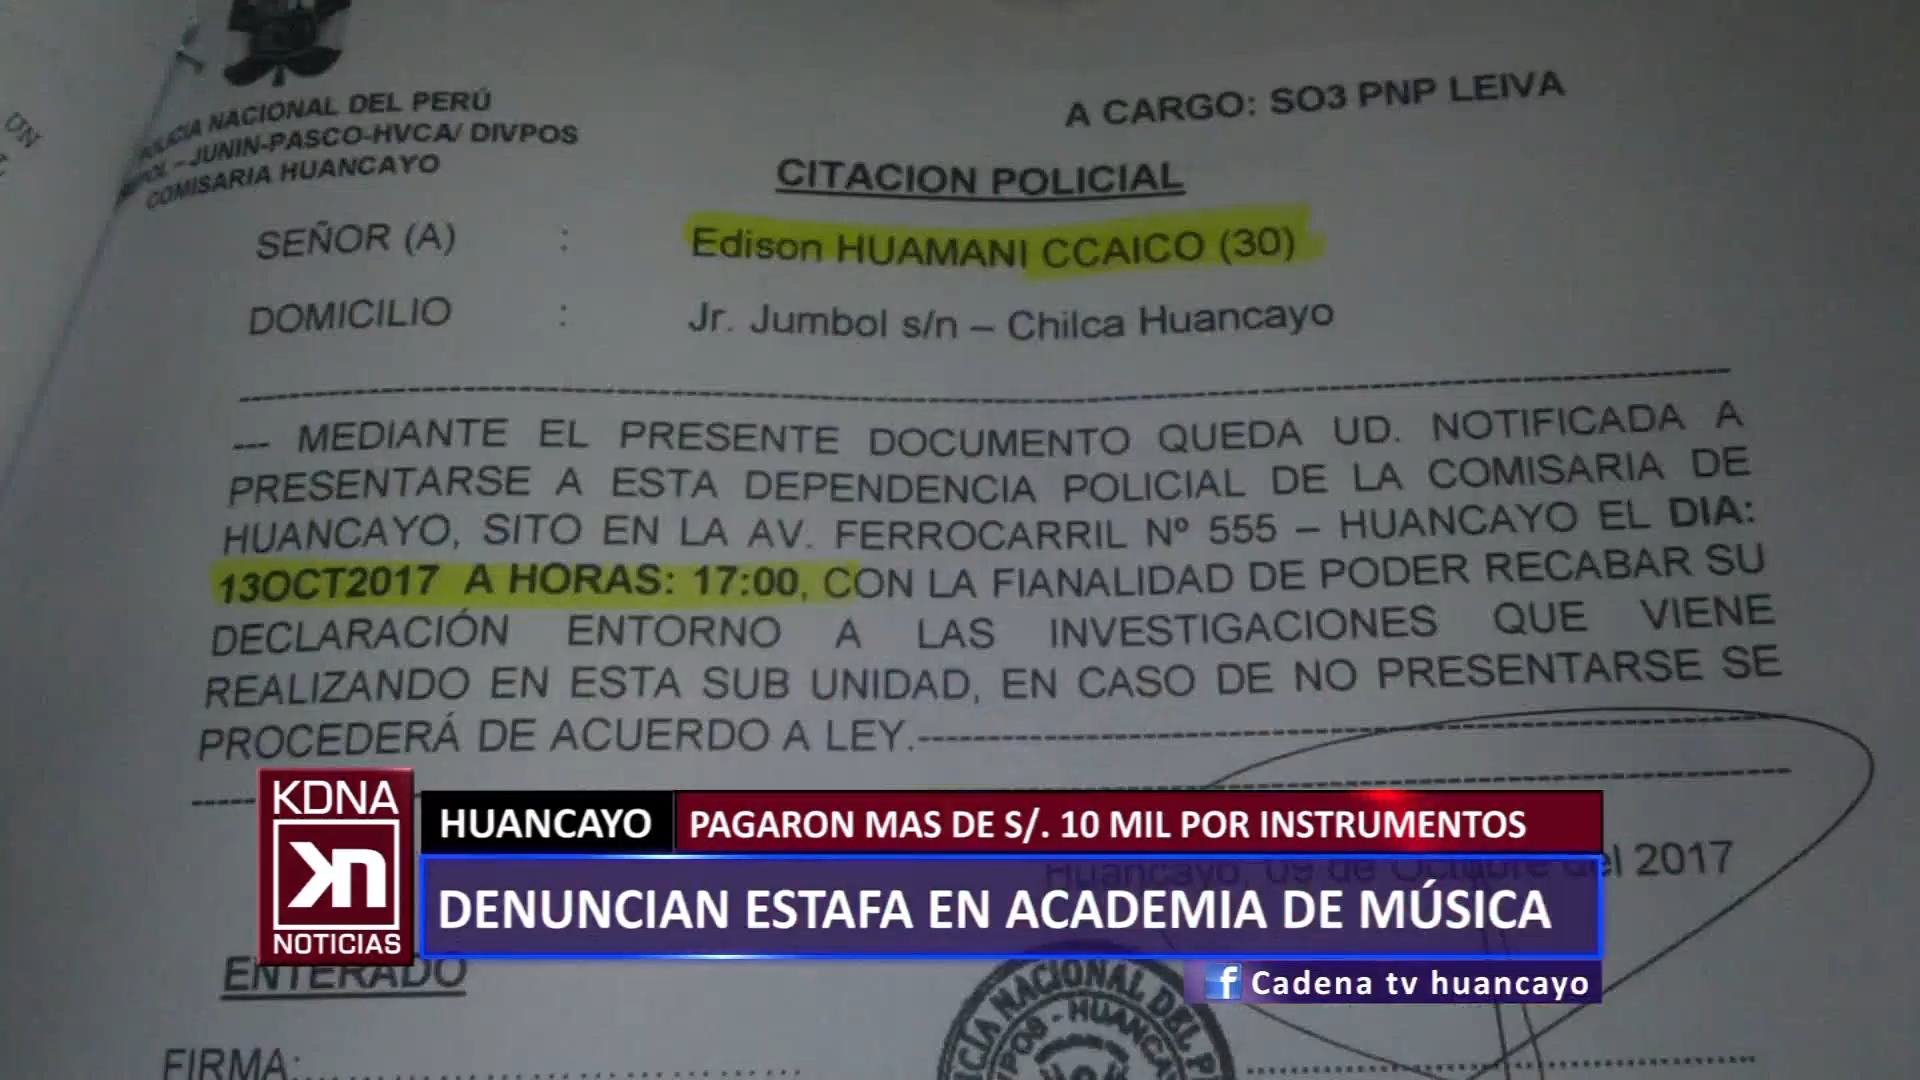 POLICIA NACIONAL DEL PERÚ
A CARGO: SO3 PNP LEIVA
– JUNIN-PASCO-HVCA/ DIVPOS
COMISARIA HUANCAYO
CITACION POLICIAL
SEÑOR (A) : Edison HUAMANI CCAICO (30)
DOMICILIO : Jr. Jumbol s/n – Chilca Huancayo
--- MEDIANTE EL PRESENTE DOCUMENTO QUEDA UD. NOTIFICADA A
PRESENTARSE A ESTA DEPENDENCIA POLICIAL DE LA COMISARIA DE
HUANCAYO, SITO EN LA AV. FERROCARRIL Nº 555 – HUANCAYO EL DIA:
13OCT2017 A HORAS: 17:00, CON LA FIANALIDAD DE PODER RECABAR SU
DECLARACIÓN ENTORNO A LAS INVESTIGACIONES QUE VIENE
REALIZANDO EN ESTA SUB UNIDAD, EN CASO DE NO PRESENTARSE SE
PROCEDERÁ DE ACUERDO A LEY.
KDNA
NOTICIAS
HUANCAYO PAGARON MAS DE S/. 10 MIL POR INSTRUMENTOS
Huancayo, 09 de Octubre del 2017
DENUNCIAN ESTAFA EN ACADEMIA DE MÚSICA
ENTERADO
Cadena tv huancayo
NACIONAL DEL
HUANCAY
FIRMA:
UN